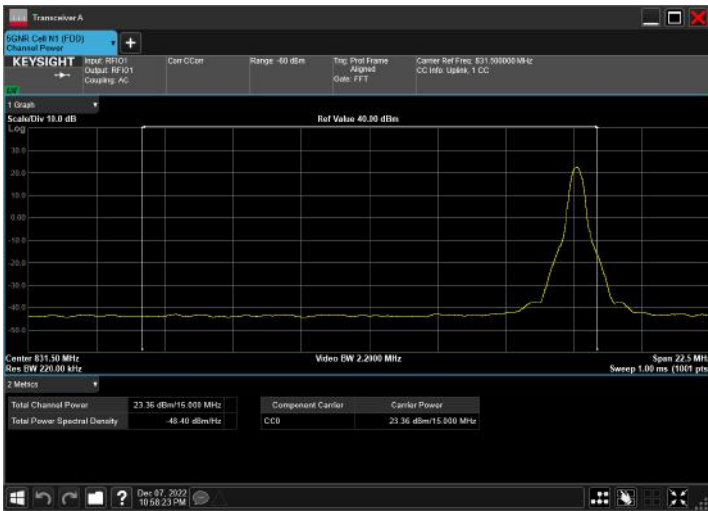 Transceiver A
5GNR Cell N1 (FDD)
Channel Power
KEYSIGHT
Input: RFIO1
Output: RFIO1
Coupling: AC
Corr CCorr
Range: -60 dBm
Trig: Prot Frame
Aligned
Gate: FFT
Carrier Ref Freq: 831.500000 MHz
CC Info: Uplink, 1 CC
1 Graph
Scale/Div 10.0 dB
Ref Value 40.00 dBm
Log
30.0
20.0
10.0
0.00
-10.0
-20.0
-30.0
-40.0
-50.0
Center 831.50 MHz
Video BW 2.2000 MHz
Span 22.5 MH
Res BW 220.00 kHz
Sweep 1.00 ms (1001 pts
2 Metrics
Total Channel Power 23.36 dBm/15.000 MHz
Total Power Spectral Density -48.40 dBm/Hz
Component Carrier Carrier Power
CC0 23.36 dBm/15.000 MHz
?
Dec 07, 2022
10:58:23 PM